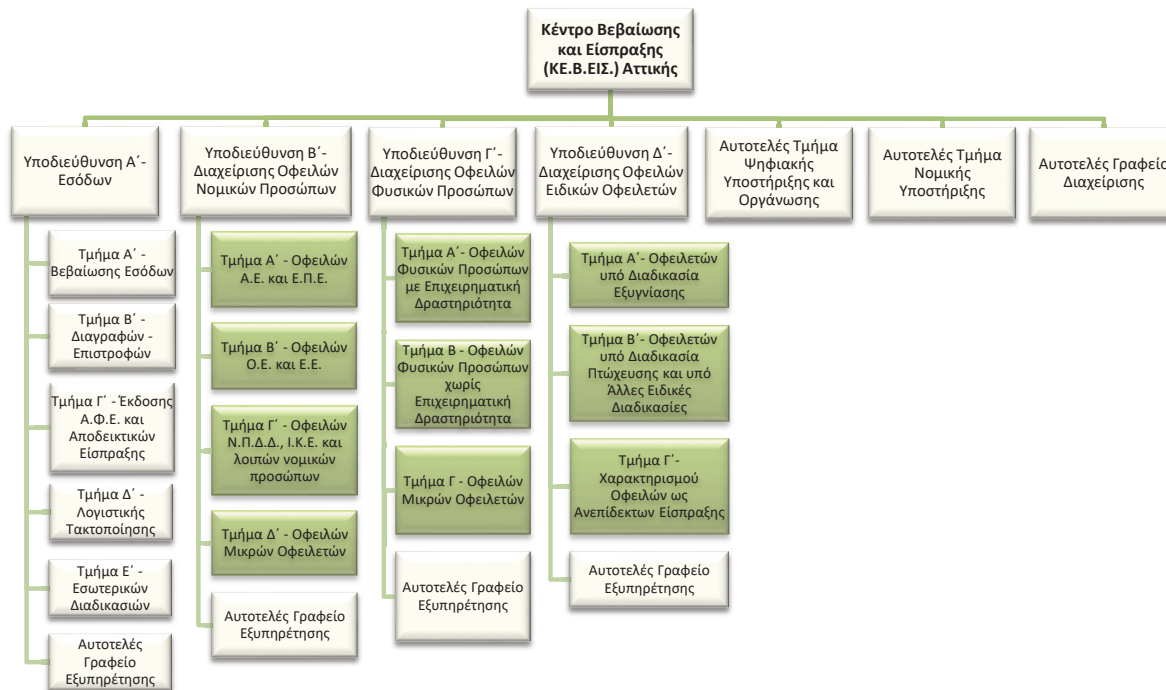 Κέντρο Βεβαίωσης
και Είσπραξης
(ΚΕ.Β.ΕΙΣ.) Αττικής
Υποδιεύθυνση Α΄-
Εσόδων
Τμήμα Α΄ -
Βεβαίωσης Εσόδων
Τμήμα Β΄ -
Διαγραφών -
Επιστροφών
Τμήμα Γ΄ - Έκδοσης
Α.Φ.Ε. και
Αποδεικτικών
Είσπραξης
Τμήμα Δ΄ -
Λογιστικής
Τακτοποίησης
Τμήμα Ε΄ -
Εσωτερικών
Διαδικασιών
Αυτοτελές
Γραφείο
Εξυπηρέτησης
Υποδιεύθυνση Β΄-
Διαχείρισης Οφειλών
Νομικών Προσώπων
Τμήμα Α΄ - Οφειλών
Α.Ε. και Ε.Π.Ε.
Τμήμα Β΄ - Οφειλών
Ο.Ε. και Ε.Ε.
Τμήμα Γ΄ - Οφειλών
Ν.Π.Δ.Δ., Ι.Κ.Ε. και
λοιπών νομικών
προσώπων
Τμήμα Δ΄ - Οφειλών
Μικρών Οφειλετών
Αυτοτελές Γραφείο
Εξυπηρέτησης
Υποδιεύθυνση Γ΄-
Διαχείρισης Οφειλών
Φυσικών Προσώπων
Τμήμα Α΄- Οφειλών
Φυσικών Προσώπων
με Επιχειρηματική
Δραστηριότητα
Τμήμα Β - Οφειλών
Φυσικών Προσώπων
χωρίς
Επιχειρηματική
Δραστηριότητα
Τμήμα Γ - Οφειλών
Μικρών Οφειλετών
Αυτοτελές Γραφείο
Εξυπηρέτησης
Υποδιεύθυνση Δ΄-
Διαχείρισης Οφειλών
Ειδικών Οφειλετών
Τμήμα Α΄- Οφειλετών
υπό Διαδικασία
Εξυγνίασης
Τμήμα Β΄- Οφειλετών
υπό Διαδικασία
Πτώχευσης και υπό
Άλλες Ειδικές
Διαδικασίες
Τμήμα Γ΄-
Χαρακτηρισμού
Οφειλών ως
Ανεπίδεκτων Είσπραξης
Αυτοτελές Γραφείο
Εξυπηρέτησης
Αυτοτελές Τμήμα
Ψηφιακής
Υποστήριξης και
Οργάνωσης
Αυτοτελές Τμήμα
Νομικής
Υποστήριξης
Αυτοτελές Γραφείο
Διαχείρισης